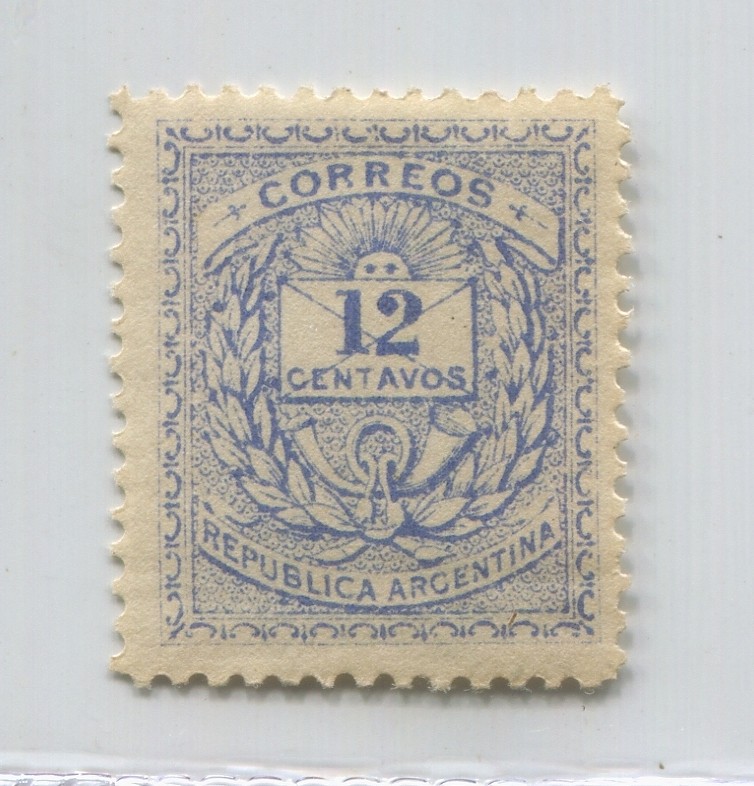 CORREOS
12
CENTAVOS
REPUBLICA ARGENTINA